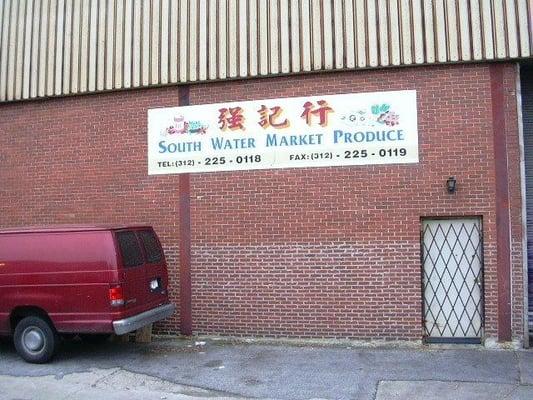 强記行
SOUTH WATER MARKET PRODUCE
TEL:(312) - 225 - 0118 FAX:(312) - 225 - 0119